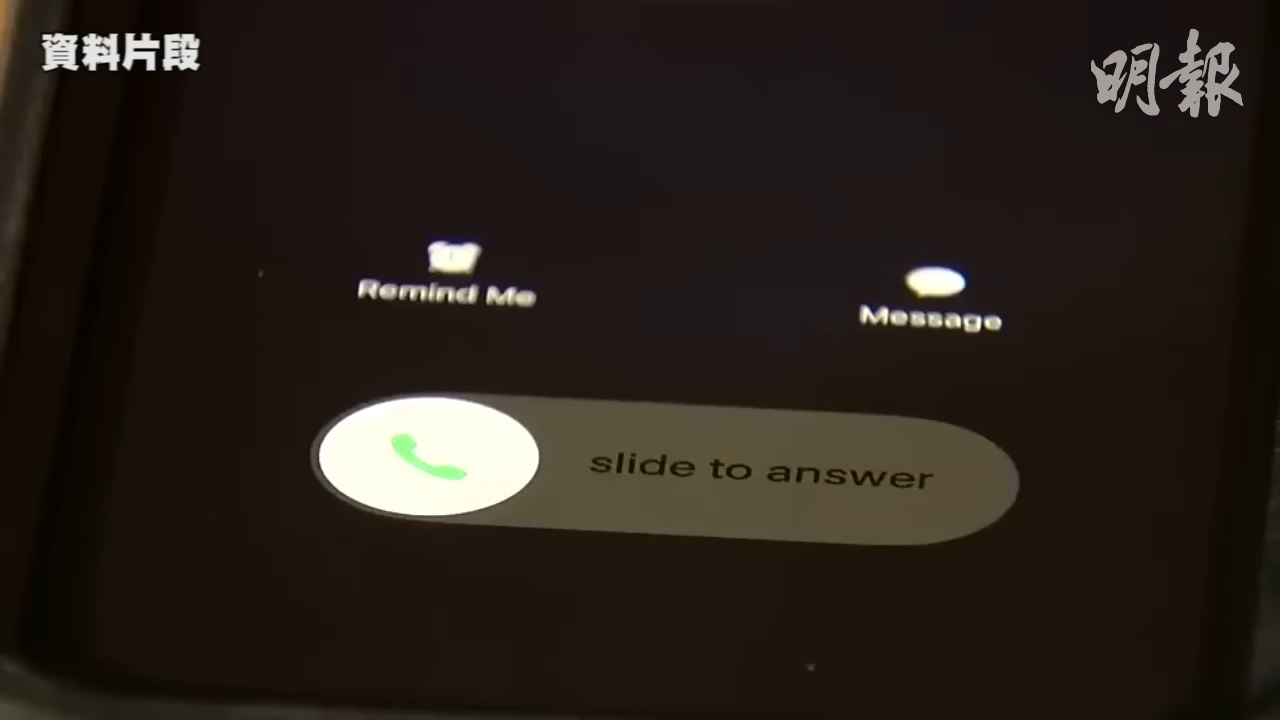 資料片段
明報
Remind Me
Message
slide to answer